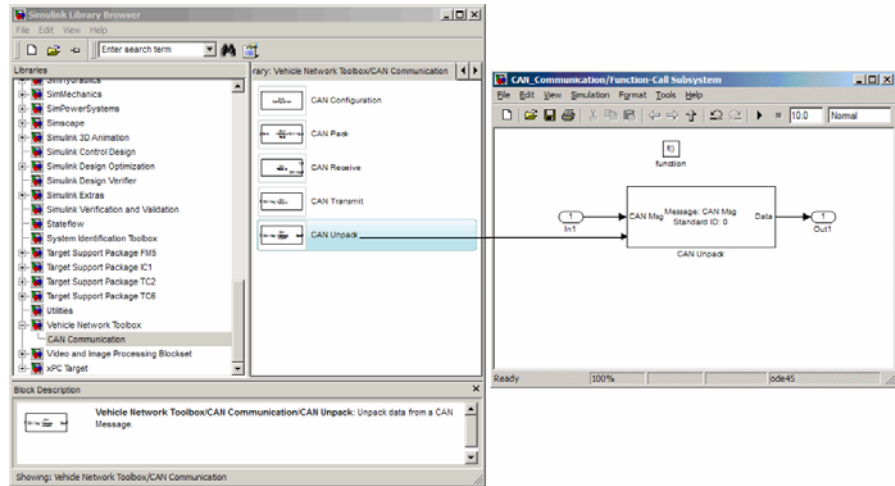 Simulink Library Browser
File Edit View Help
Enter search term
Libraries
rary: Vehicle Network Toolbox/CAN Communication
SimHydraulics
SimMechanics
SimPowerSystems
Simscape
Simulink 3D Animation
Simulink Control Design
Simulink Design Optimization
Simulink Design Verifier
Simulink Extras
Simulink Verification and Validation
Stateflow
System Identification Toolbox
Target Support Package FM5
Target Support Package IC1
Target Support Package TC2
Target Support Package TC6
Utilities
Vehicle Network Toolbox
CAN Communication
Video and Image Processing Blockset
xPC Target
CAN Configuration
CAN Pack
CAN Receive
CAN Transmit
CAN Unpack
Block Description
Vehicle Network Toolbox/CAN Communication/CAN Unpack: Unpack data from a CAN
Message.
Showing: Vehicle Network Toolbox/CAN Communication
CAN_Communication/Function-Call Subsystem
File Edit View Simulation Format Tools Help
10.0 Normal
f()
function
1
In1
CAN Msg
Message: CAN Msg
Standard ID: 0
Data
1
Out1
CAN Unpack
Ready 100% ode45